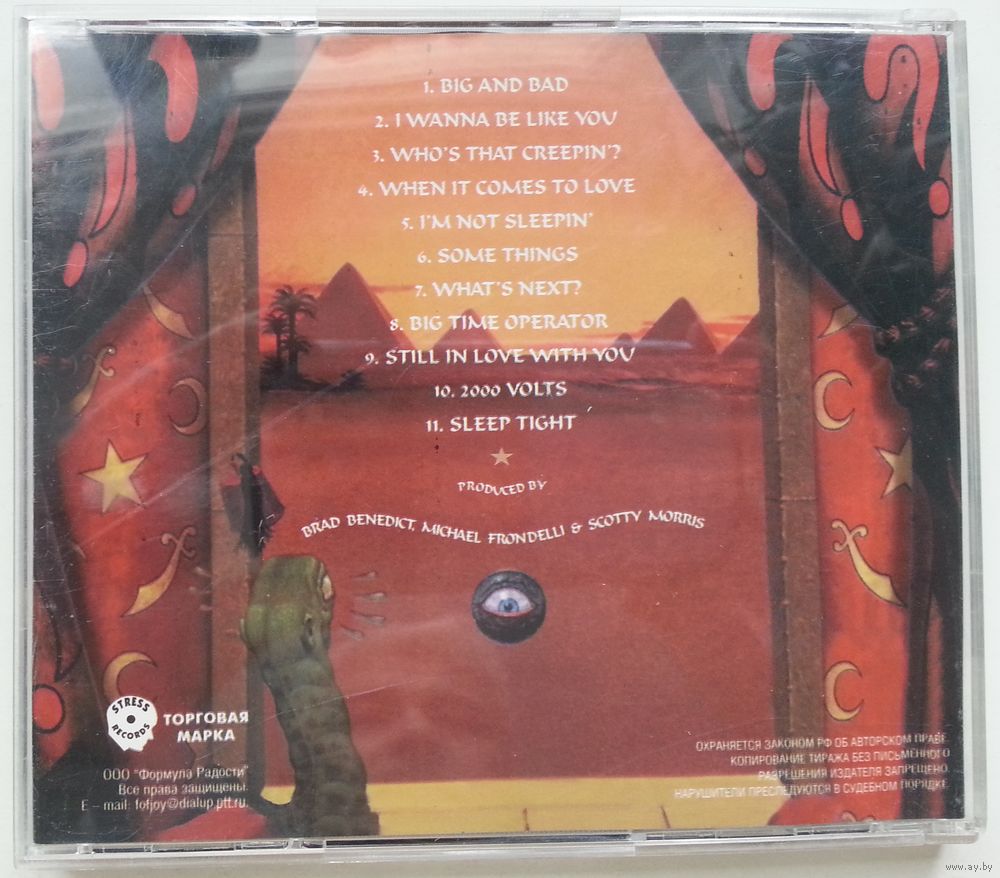 1. BIG AND BAD
2. I WANNA BE LIKE YOU
3. WHO'S THAT CREEPIN'?
4. WHEN IT COMES TO LOVE
5. I'M NOT SLEEPIN'
6. SOME THINGS
7. WHAT'S NEXT?
8. BIG TIME OPERATOR
9. STILL IN LOVE WITH YOU
10. 2000 VOLTS
11. SLEEP TIGHT
PRODUCED BY
BRAD BENEDICT, MICHAEL FRONDELLI & SCOTTY MORRIS
STRESS
RECORDS
ТОРГОВАЯ
МАРКА
ООО "Формула Радости"
Все права защищены.
E – mail: fofjoy@dialup.ptt.ru.
ОХРАНЯЕТСЯ ЗАКОНОМ РФ ОБ АВТОРСКОМ ПРАВЕ.
КОПИРОВАНИЕ ТИРАЖА БЕЗ ПИСЬМЕННОГО
РАЗРЕШЕНИЯ ИЗДАТЕЛЯ ЗАПРЕЩЕНО.
НАРУШИТЕЛИ ПРЕСЛЕДУЮТСЯ В СУДЕБНОМ ПОРЯДКЕ.
www.ay.by